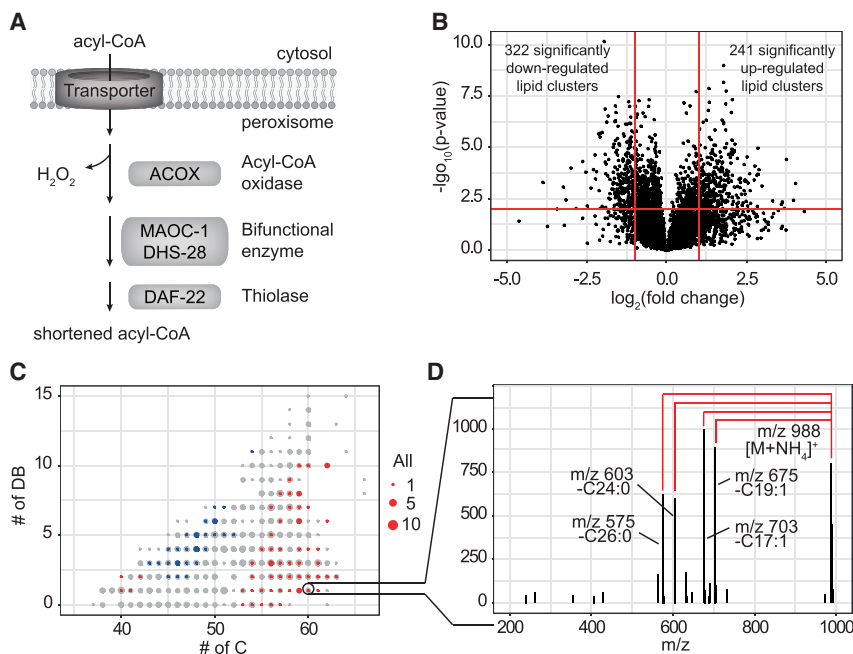 A
acyl-CoA
cytosol
Transporter
peroxisome
H2O2
ACOX
Acyl-CoA
oxidase
MAOC-1
DHS-28
Bifunctional
enzyme
DAF-22
Thiolase
shortened acyl-CoA
B
322 significantly
down-regulated
lipid clusters
241 significantly
up-regulated
lipid clusters
-lgo10(p-value)
10.0
7.5
5.0
2.5
0.0
-5.0
-2.5
0.0
2.5
5.0
log2(fold change)
C
# of DB
15
10
5
0
40
50
60
# of C
All
1
5
10
D
1000
750
500
250
0
m/z 988
[M+NH4]+
m/z 603
-C24:0
m/z 575
-C26:0
m/z 675
-C19:1
m/z 703
-C17:1
200
400
600
800
1000
m/z